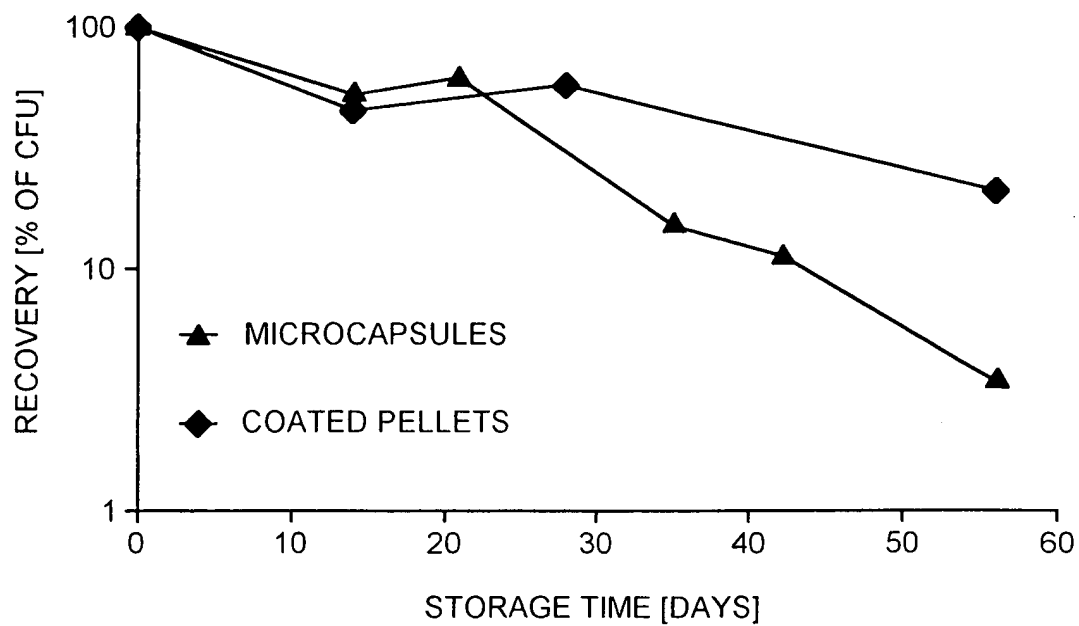 100
10
1
RECOVERY [% OF CFU]
MICROCAPSULES
COATED PELLETS
0 10 20 30 40 50 60
STORAGE TIME [DAYS]